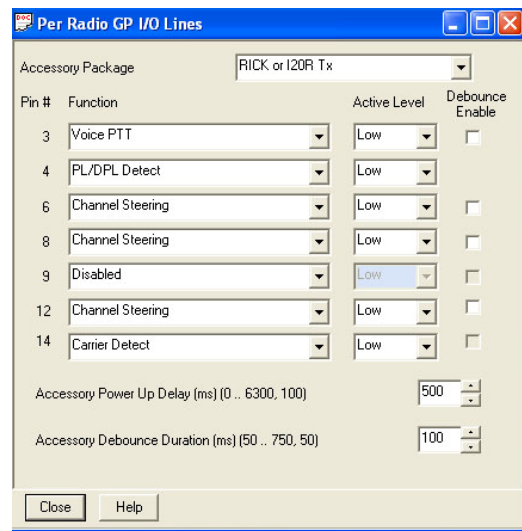 Per Radio GP I/O Lines
Accessory Package RICK or I20R Tx
Pin # Function Active Level Debounce Enable
3 Voice PTT Low
4 PL/DPL Detect Low
6 Channel Steering Low
8 Channel Steering Low
9 Disabled Low
12 Channel Steering Low
14 Carrier Detect Low
Accessory Power Up Delay (ms) (0 .. 6300, 100) 500
Accessory Debounce Duration (ms) (50 .. 750, 50) 100
Close Help